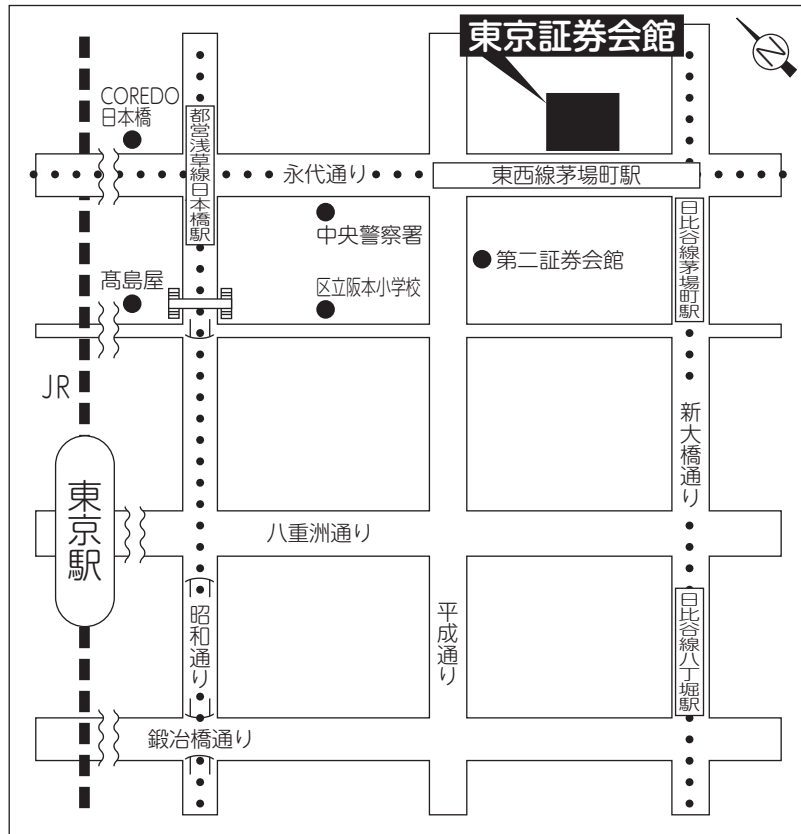 東京証券会館
N
COREDO
日本橋
都営浅草線日本橋駅
永代通り
東西線茅場町駅
中央警察署
第二証券会館
日比谷線茅場町駅
髙島屋
区立阪本小学校
JR
新大橋通り
東京駅
八重洲通り
昭和通り
平成通り
日比谷線八丁堀駅
鍛冶橋通り